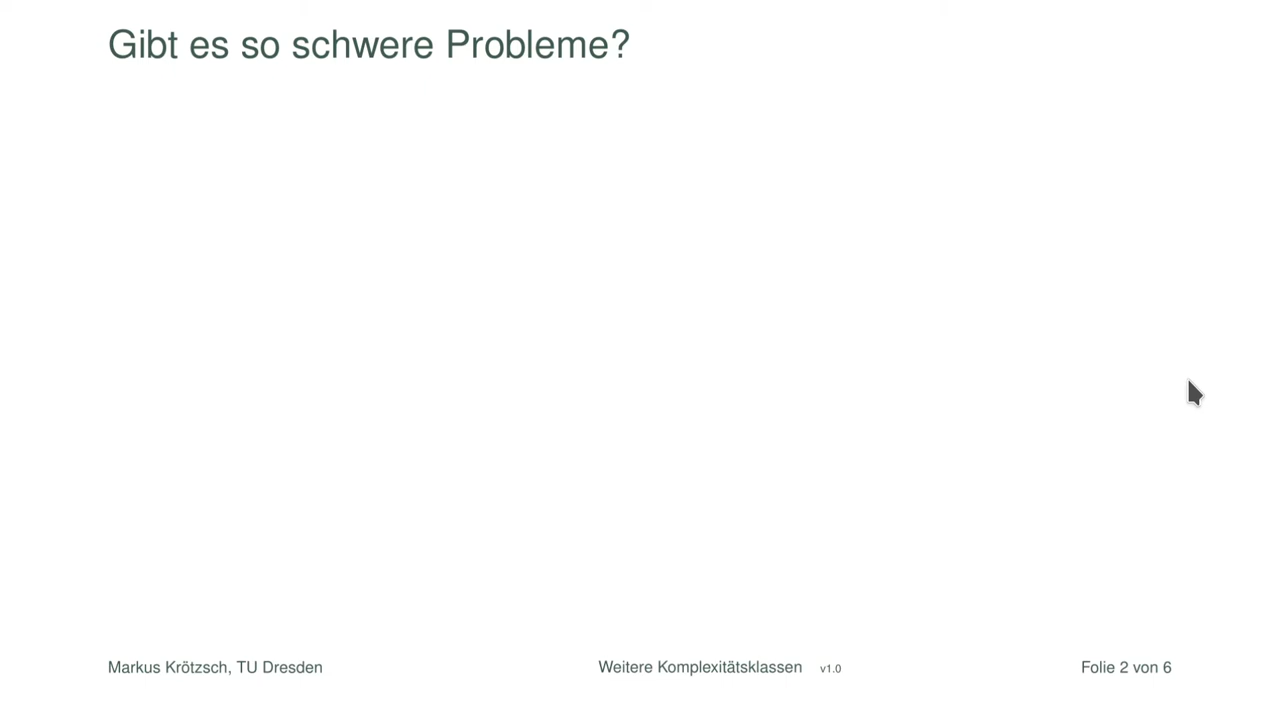 Gibt es so schwere Probleme?
Markus Krötzsch, TU Dresden Weitere Komplexitätsklassen v1.0 Folie 2 von 6